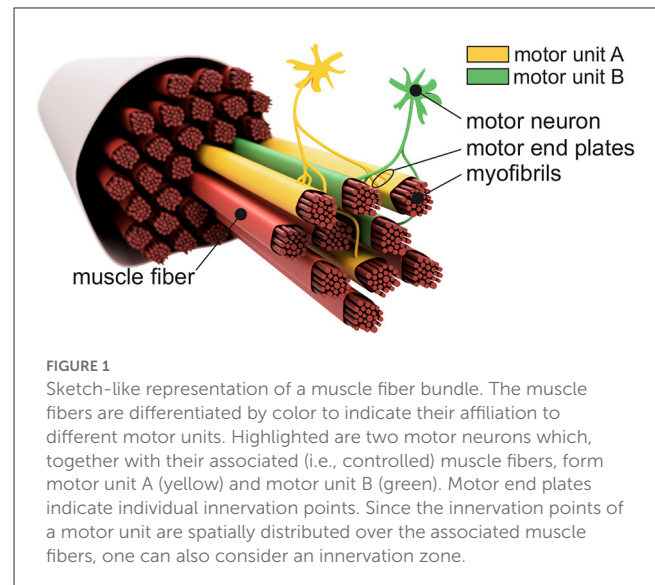 motor unit A
motor unit B
motor neuron
motor end plates
myofibrils
muscle fiber
FIGURE 1
Sketch-like representation of a muscle fiber bundle. The muscle
fibers are differentiated by color to indicate their affiliation to
different motor units. Highlighted are two motor neurons which,
together with their associated (i.e., controlled) muscle fibers, form
motor unit A (yellow) and motor unit B (green). Motor end plates
indicate individual innervation points. Since the innervation points of
a motor unit are spatially distributed over the associated muscle
fibers, one can also consider an innervation zone.